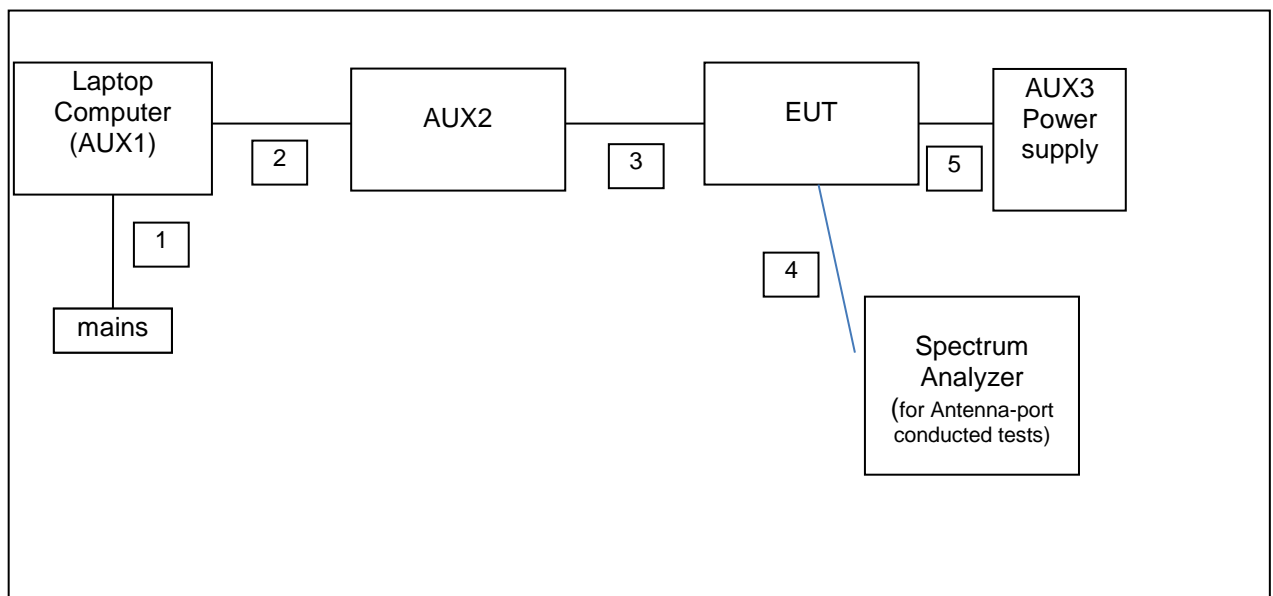 Laptop
Computer
(AUX1)
AUX2
EUT
AUX3
Power
supply
2
3
5
1
4
mains
Spectrum
Analyzer
(for Antenna-port
conducted tests)